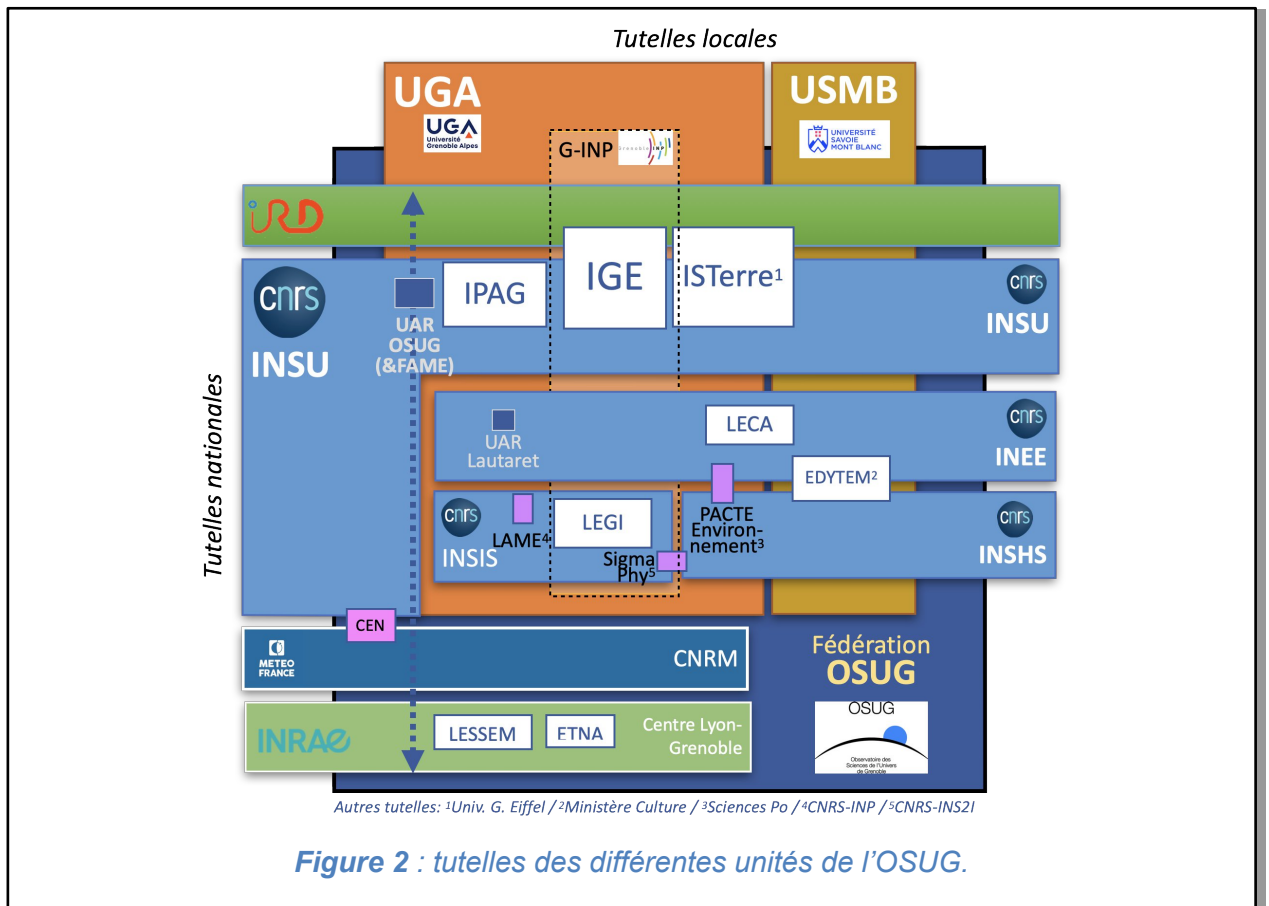 Tutelles locales
UGA
USMB
UGA
Université
Grenoble Alpes
UNIVERSITÉ
SAVOIE
MONT BLANC
G-INP
Grenoble INP
IRD
cnrs
INSU
UAR
OSUG
(&FAME)
IPAG
IGE
ISTerre¹
cnrs
INSU
Tutelles nationales
UAR
Lautaret
LECA
cnrs
INEE
EDYTEM²
cnrs
INSIS
LAME⁴
LEGI
Sigma
Phy⁵
PACTE
Environ-
nement³
cnrs
INSHS
CEN
METEO
FRANCE
CNRM
Fédération
OSUG
INRAE
LESSEM
ETNA
Centre Lyon-
Grenoble
OSUG
Observatoire des
Sciences de l'Univers
de Grenoble
Autres tutelles: ¹Univ. G. Eiffel / ²Ministère Culture / ³Sciences Po / ⁴CNRS-INP / ⁵CNRS-INS2I
Figure 2 : tutelles des différentes unités de l'OSUG.